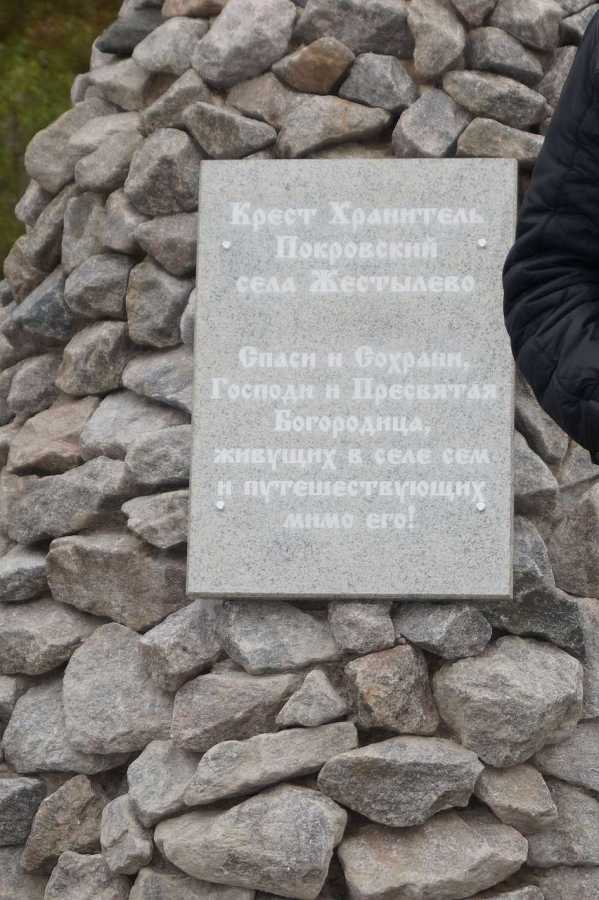 Крест Хранитель
Покровский
села Жестылево
Спаси и Сохрани,
Господи и Пресвятая
Богородица,
живущих в селе сем
и путешествующих
мимо его!